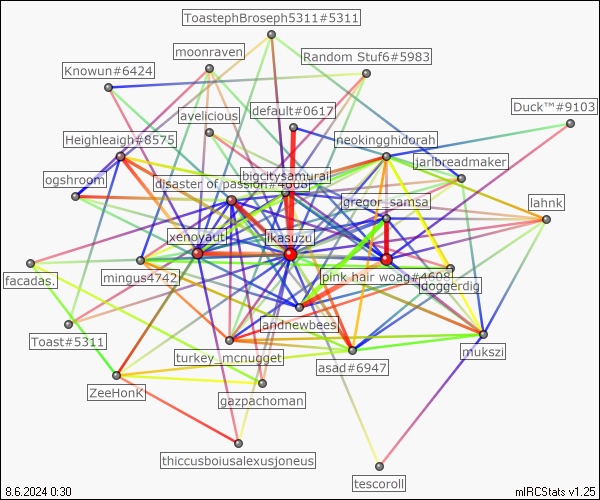 ToastephBroseph5311#5311
moonraven
Random Stuf6#5983
Knowun#6424
avelicious
default#0617
Duck™#9103
Heighleaigh#8575
neokingghidorah
jarlbreadmaker
bigcitysamurai
ogshroom
disaster of passion#4608
gregor_samsa
lahnk
xenoyaut
ikasuzu
facadas.
mingus4742
pink hair woag#4608
doggerdig
andnewbees
Toast#5311
turkey_mcnugget
asad#6947
mukszi
ZeeHonk
gazpachoman
thiccusboiusalexusjoneus
tescoroll
8.6.2024 0:30
mIRCStats v1.25